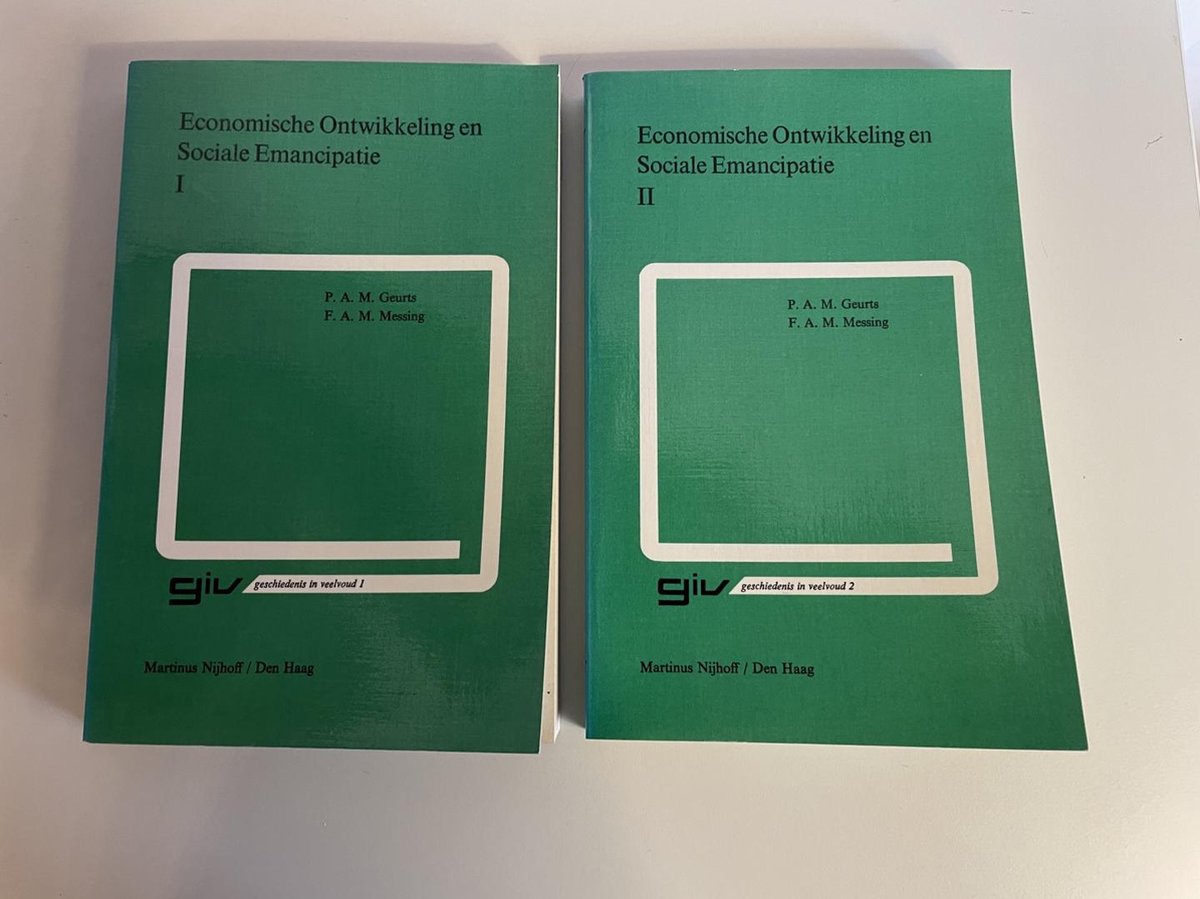 Economische Ontwikkeling en
Sociale Emancipatie
I
P. A. M. Geurts
F. A. M. Messing
giv geschiedenis in veelvoud 1
Martinus Nijhoff / Den Haag
Economische Ontwikkeling en
Sociale Emancipatie
II
P. A. M. Geurts
F. A. M. Messing
giv geschiedenis in veelvoud 2
Martinus Nijhoff / Den Haag